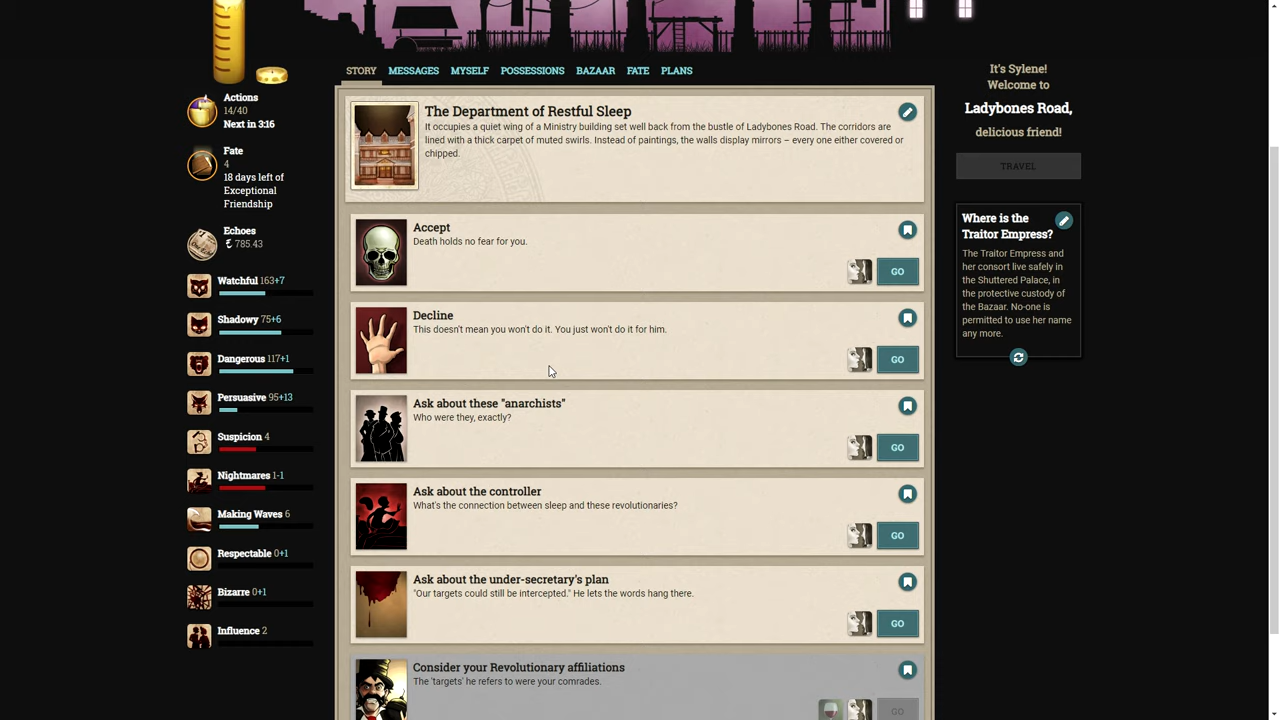 STORY MESSAGES MYSELF POSSESSIONS BAZAAR FATE PLANS
Actions
14/40
Next in 3:16
Fate
4
18 days left of
Exceptional
Friendship
Echoes
785.43
Watchful 163+7
Shadowy 75+6
Dangerous 117+1
Persuasive 95+13
Suspicion 4
Nightmares 1-1
Making Waves 6
Respectable 0+1
Bizarre 0+1
Influence 2
The Department of Restful Sleep
It occupies a quiet wing of a Ministry building set well back from the bustle of Ladybones Road. The corridors are
lined with a thick carpet of muted swirls. Instead of paintings, the walls display mirrors – every one either covered or
chipped.
Accept
Death holds no fear for you.
GO
Decline
This doesn't mean you won't do it. You just won't do it for him.
GO
Ask about these "anarchists"
Who were they, exactly?
GO
Ask about the controller
What's the connection between sleep and these revolutionaries?
GO
Ask about the under-secretary's plan
"Our targets could still be intercepted." He lets the words hang there.
GO
Consider your Revolutionary affiliations
The 'targets' he refers to were your comrades.
GO
It's Sylene!
Welcome to
Ladybones Road,
delicious friend!
TRAVEL
Where is the
Traitor Empress?
The Traitor Empress and
her consort live safely in
the Shuttered Palace, in
the protective custody of
the Bazaar. No-one is
permitted to use her name
any more.